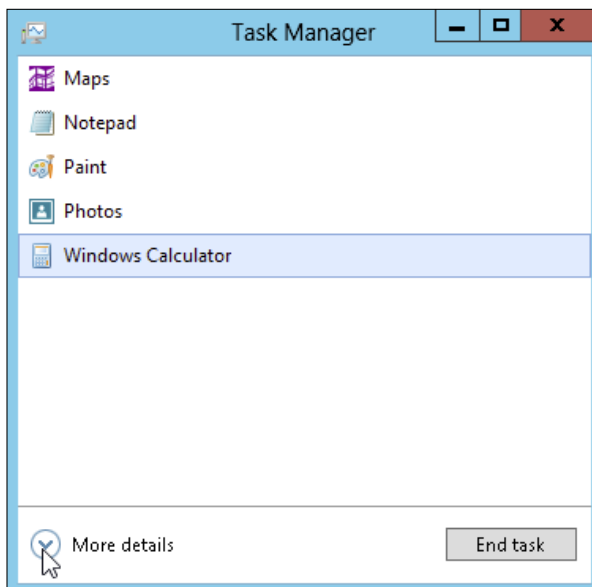 Task Manager
Maps
Notepad
Paint
Photos
Windows Calculator
More details
End task